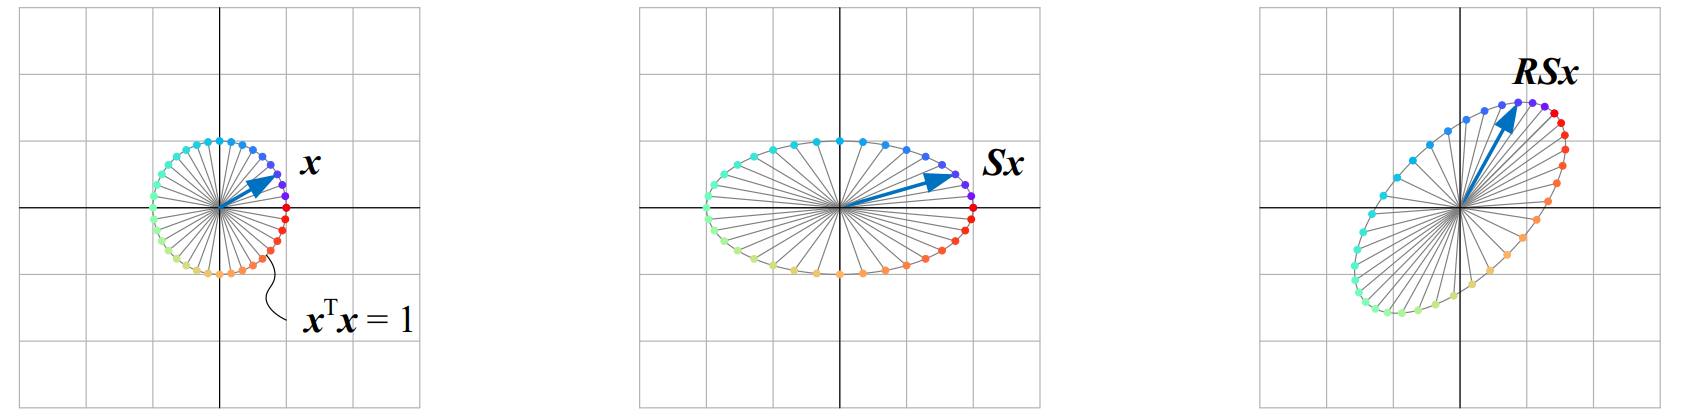 x
x^T x = 1
Sx
RSx